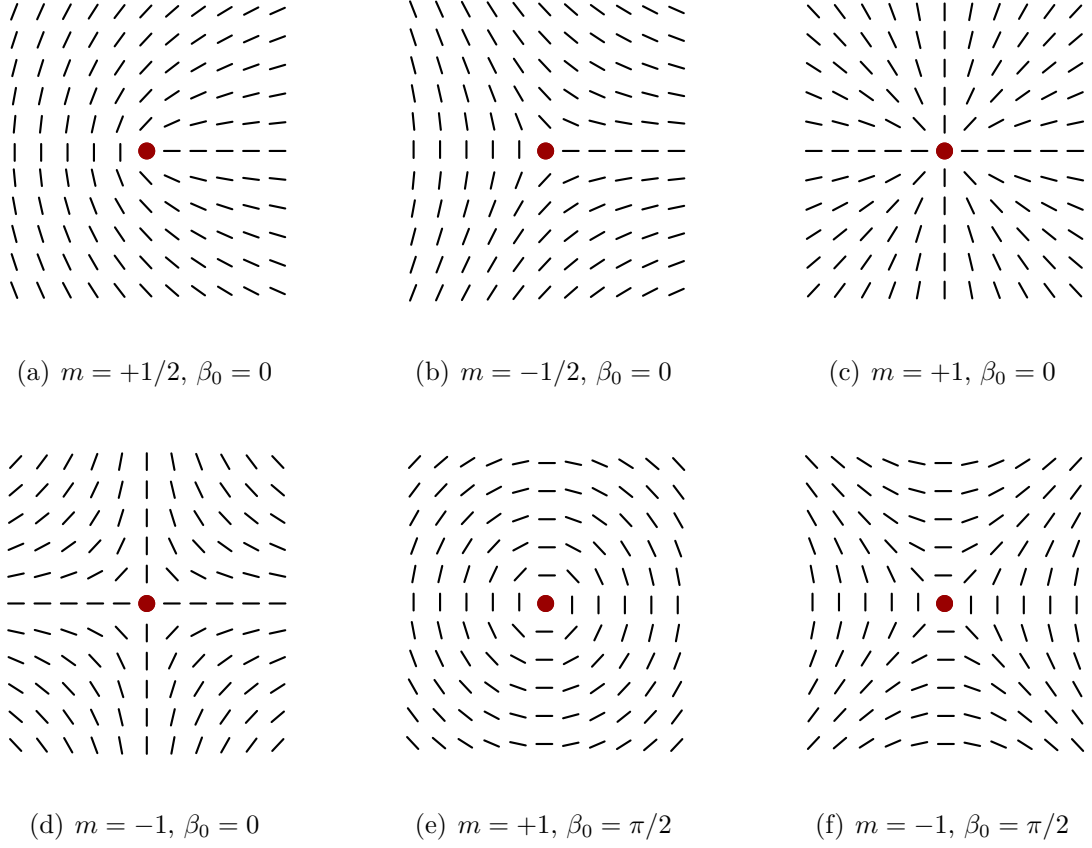 (a) m = +1/2, β₀ = 0
(b) m = −1/2, β₀ = 0
(c) m = +1, β₀ = 0
(d) m = −1, β₀ = 0
(e) m = +1, β₀ = π/2
(f) m = −1, β₀ = π/2